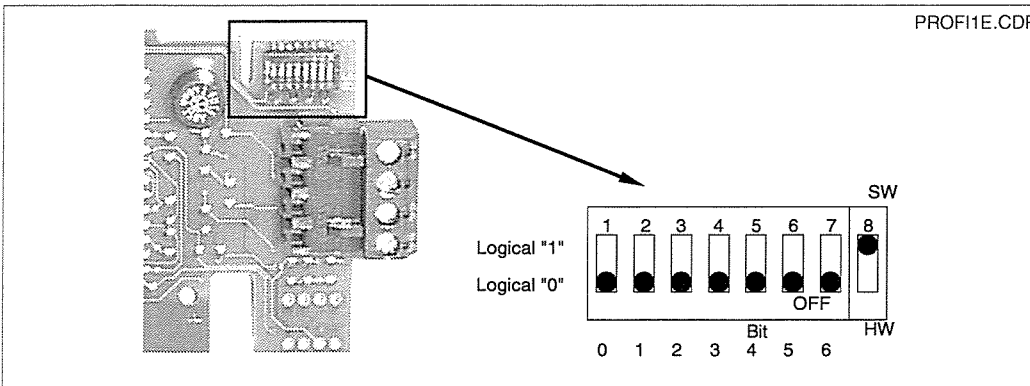 PROFI1E.CDR
SW
1 2 3 4 5 6 7 8
Logical "1"
Logical "0"
OFF
Bit
HW
0 1 2 3 4 5 6